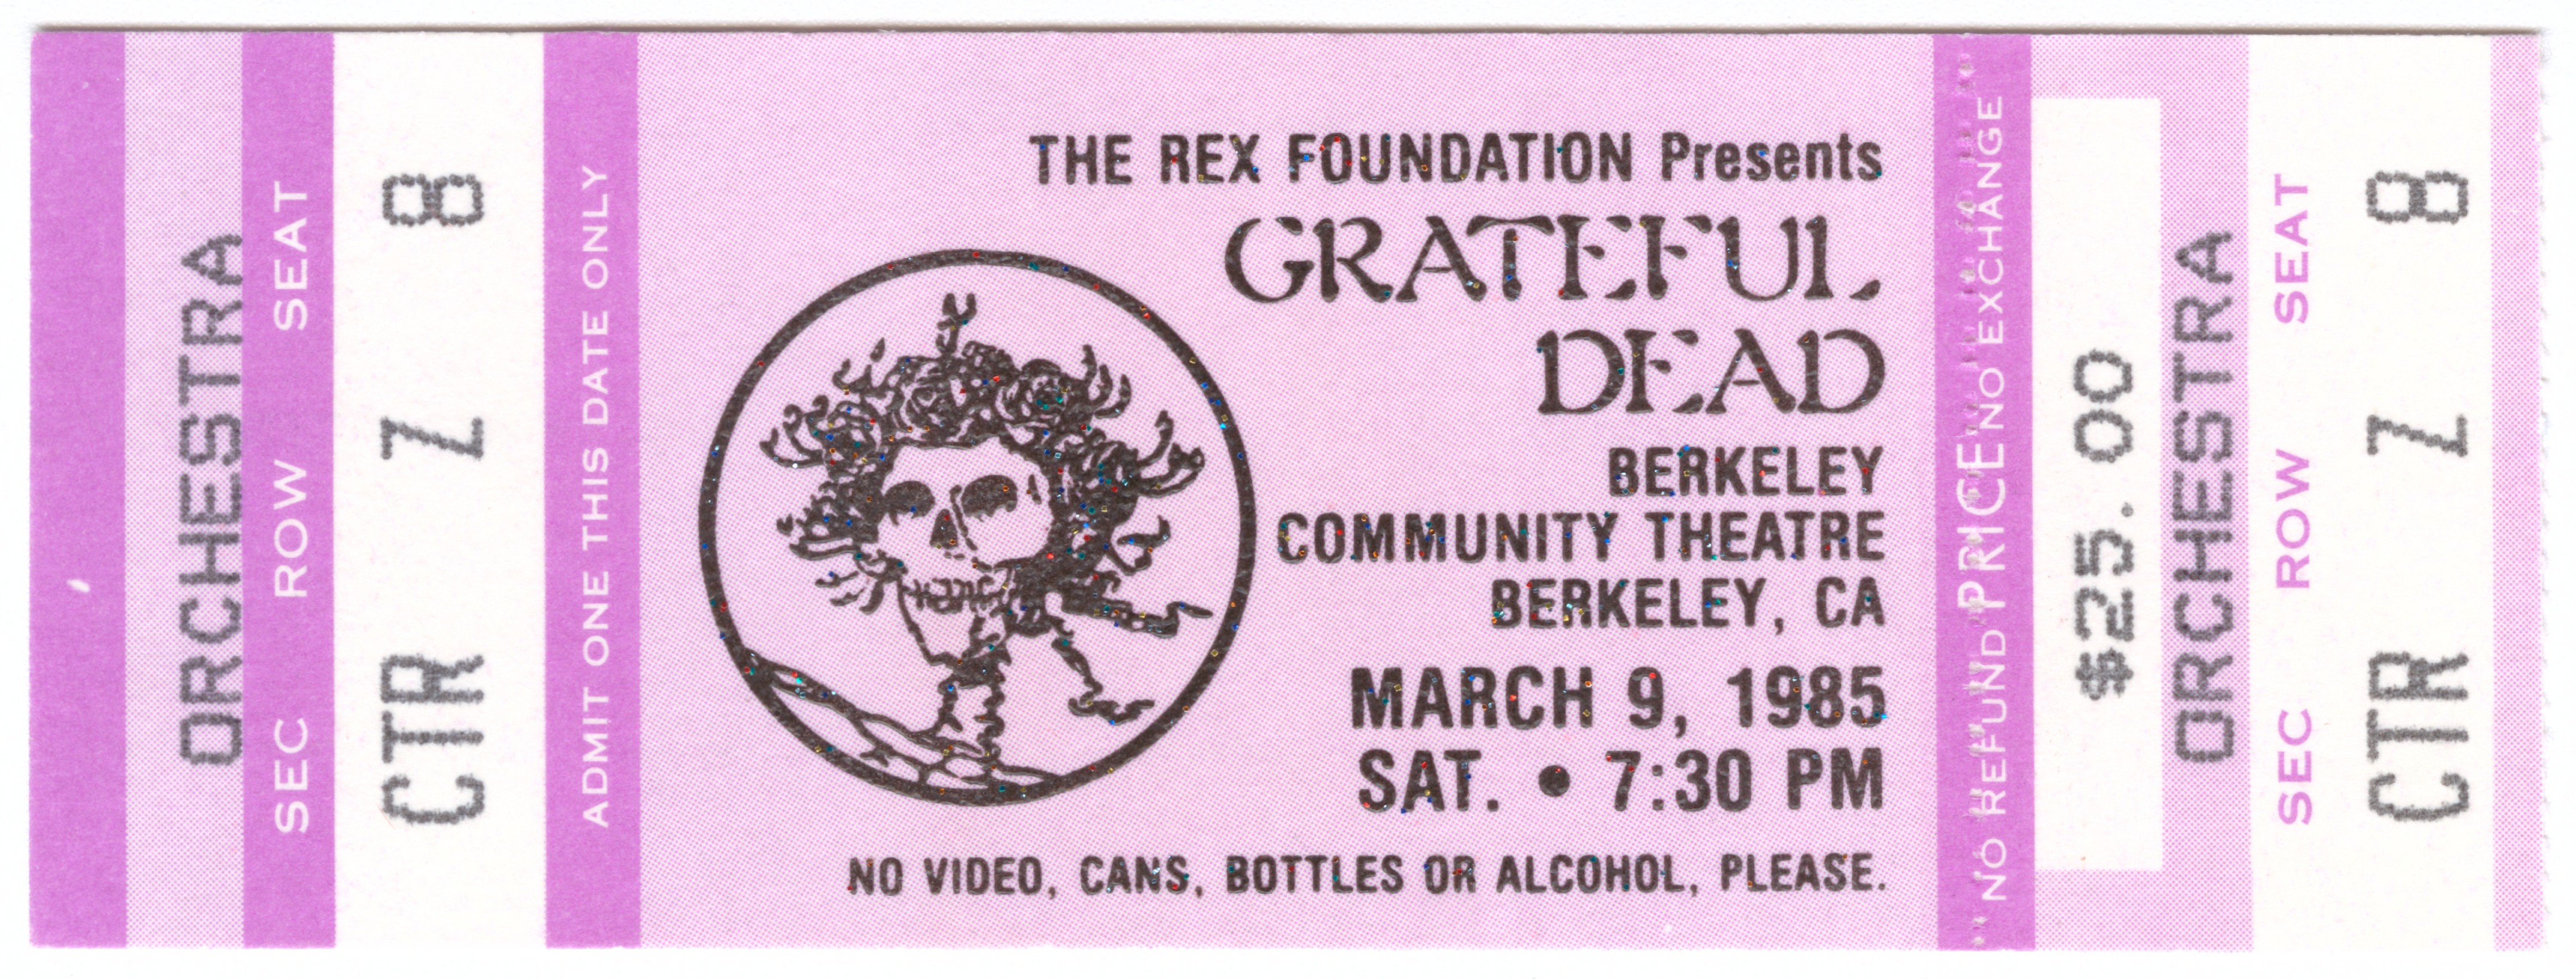 ORCHESTRA
SEC ROW SEAT
CTR Z 8
ADMIT ONE THIS DATE ONLY
THE REX FOUNDATION Presents
GRATEFUL
DEAD
BERKELEY
COMMUNITY THEATRE
BERKELEY, CA
MARCH 9, 1985
SAT. • 7:30 PM
NO VIDEO, CANS, BOTTLES OR ALCOHOL, PLEASE.
NO REFUND PRICE NO EXCHANGE
$25.00
ORCHESTRA
SEC ROW SEAT
CTR Z 8